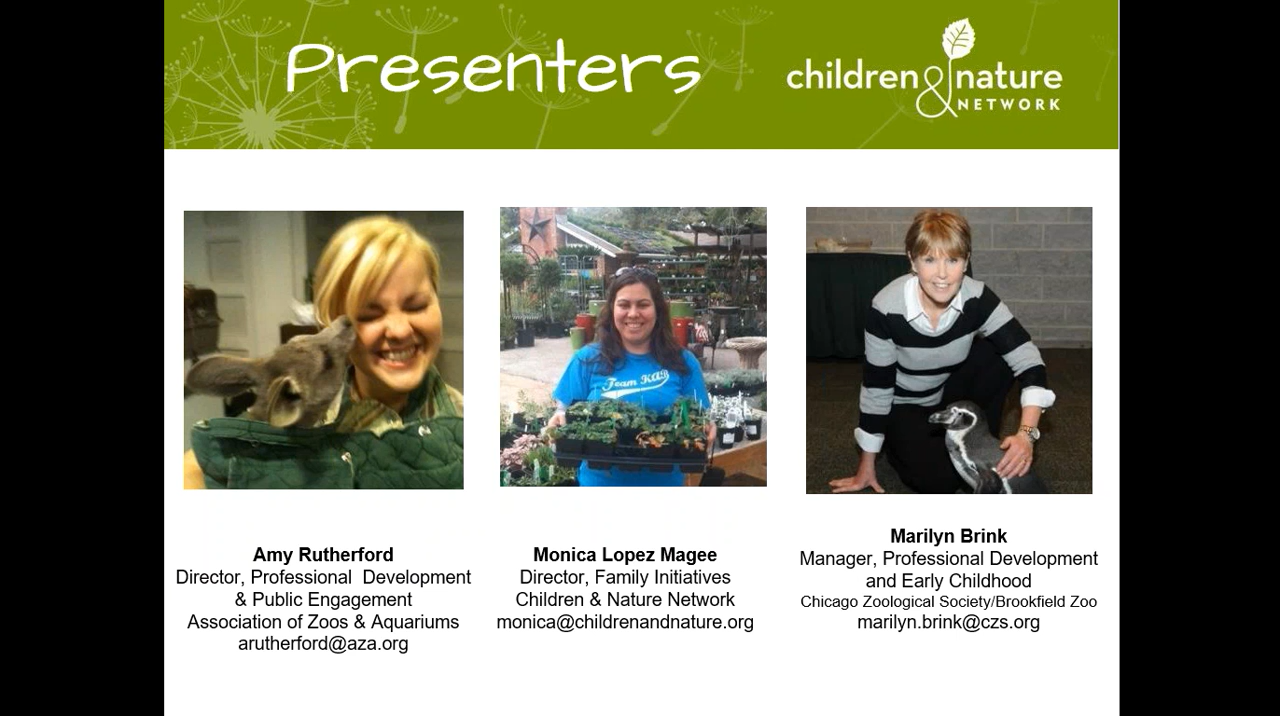 Presenters
children & nature
NETWORK
Team KAB
Amy Rutherford
Director, Professional Development
& Public Engagement
Association of Zoos & Aquariums
arutherford@aza.org
Monica Lopez Magee
Director, Family Initiatives
Children & Nature Network
monica@childrenandnature.org
Marilyn Brink
Manager, Professional Development
and Early Childhood
Chicago Zoological Society/Brookfield Zoo
marilyn.brink@czs.org